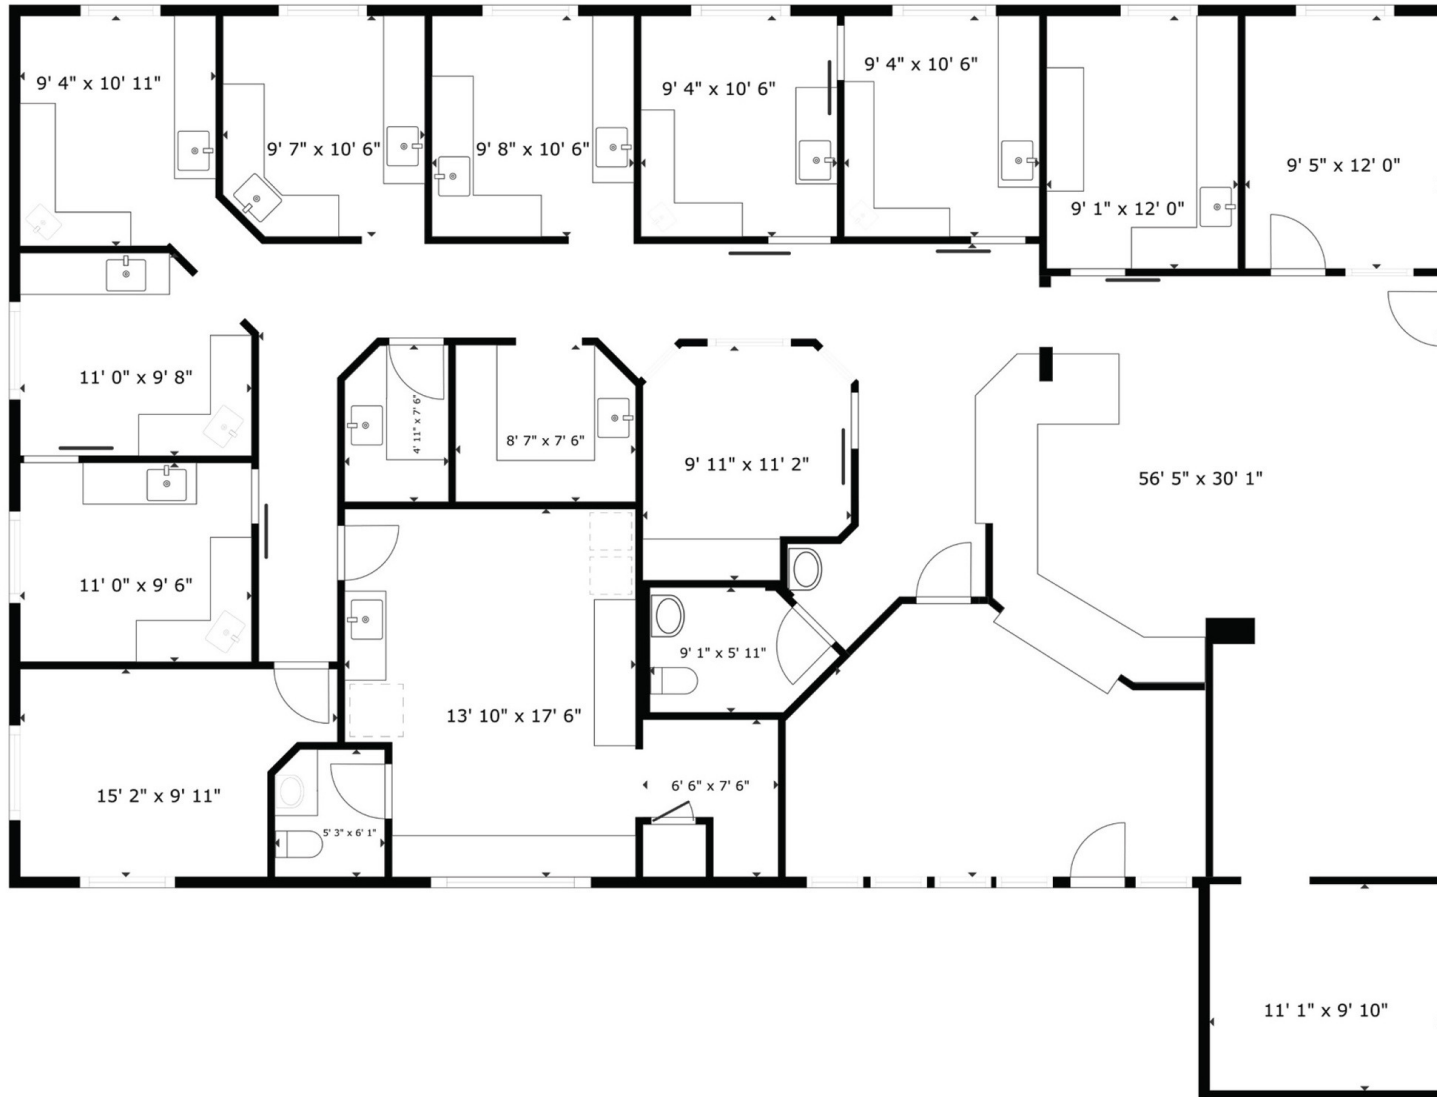 9' 4" x 10' 11"
9' 7" x 10' 6"
9' 8" x 10' 6"
9' 4" x 10' 6"
9' 4" x 10' 6"
9' 1" x 12' 0"
9' 5" x 12' 0"
11' 0" x 9' 8"
4' 11" x 7' 6"
8' 7" x 7' 6"
9' 11" x 11' 2"
56' 5" x 30' 1"
11' 0" x 9' 6"
9' 1" x 5' 11"
13' 10" x 17' 6"
15' 2" x 9' 11"
5' 3" x 6' 1"
6' 6" x 7' 6"
11' 1" x 9' 10"